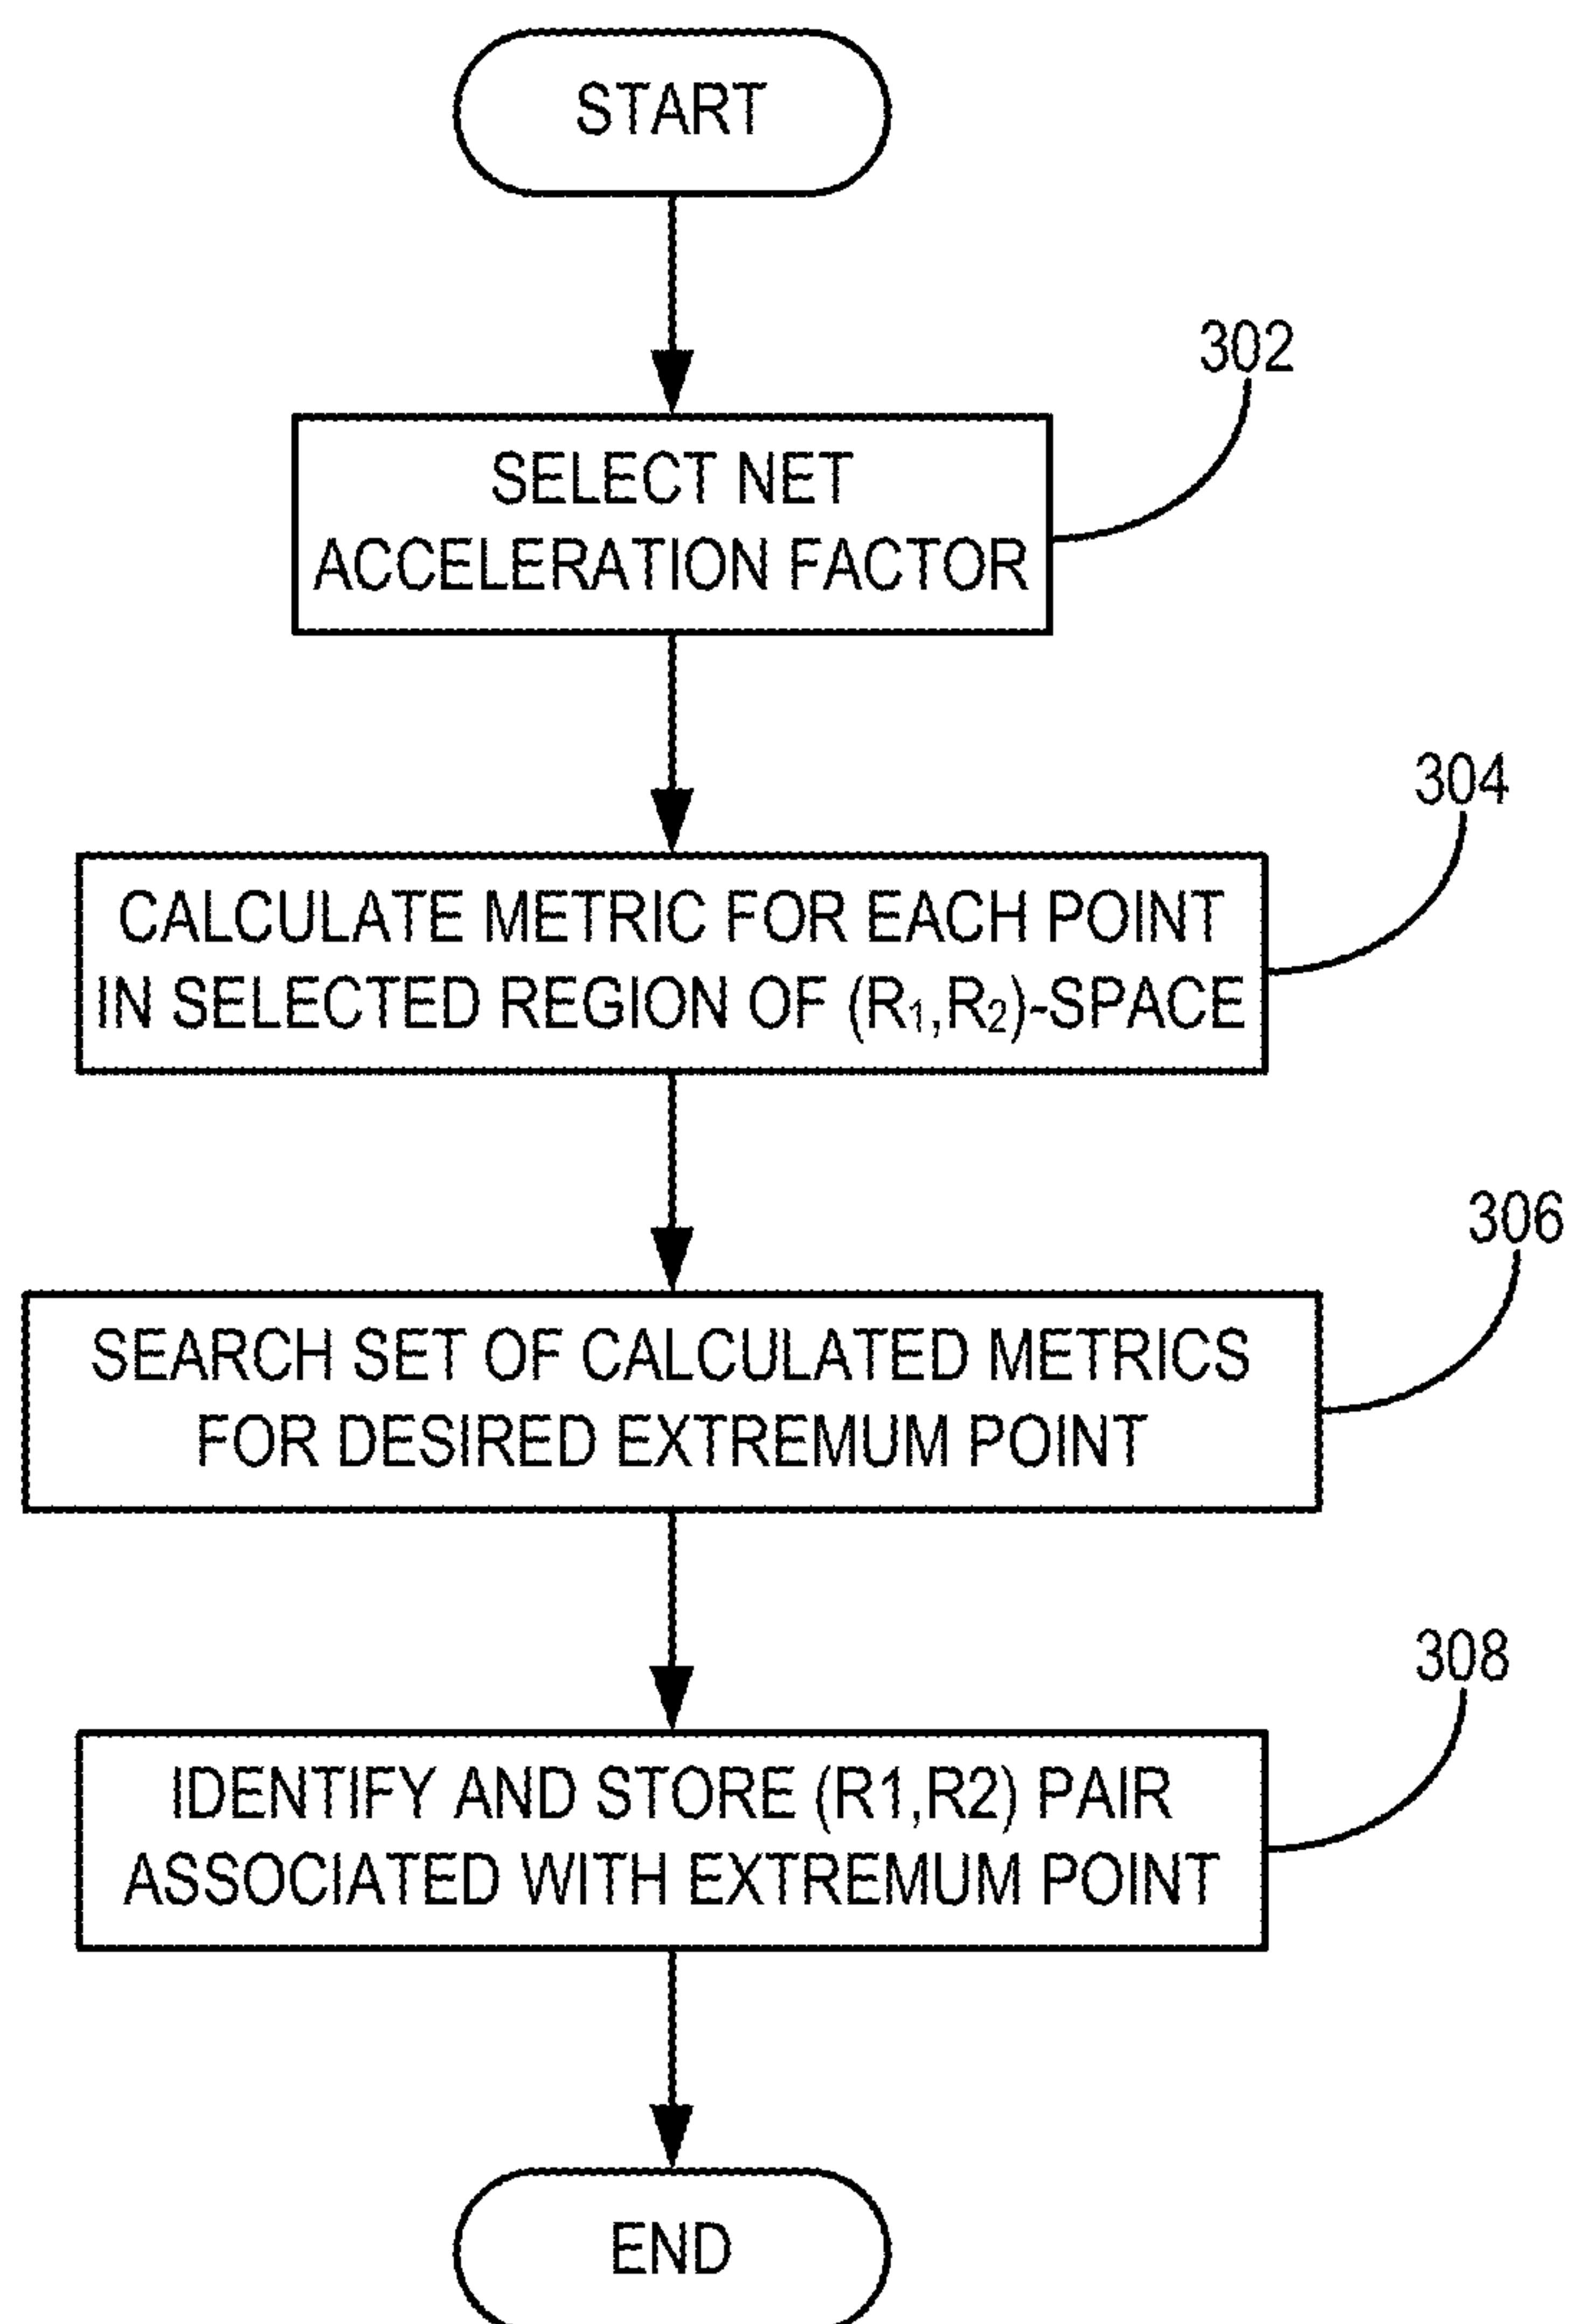 START
302
SELECT NET
ACCELERATION FACTOR
304
CALCULATE METRIC FOR EACH POINT
IN SELECTED REGION OF (R₁,R₂)-SPACE
306
SEARCH SET OF CALCULATED METRICS
FOR DESIRED EXTREMUM POINT
308
IDENTIFY AND STORE (R1,R2) PAIR
ASSOCIATED WITH EXTREMUM POINT
END